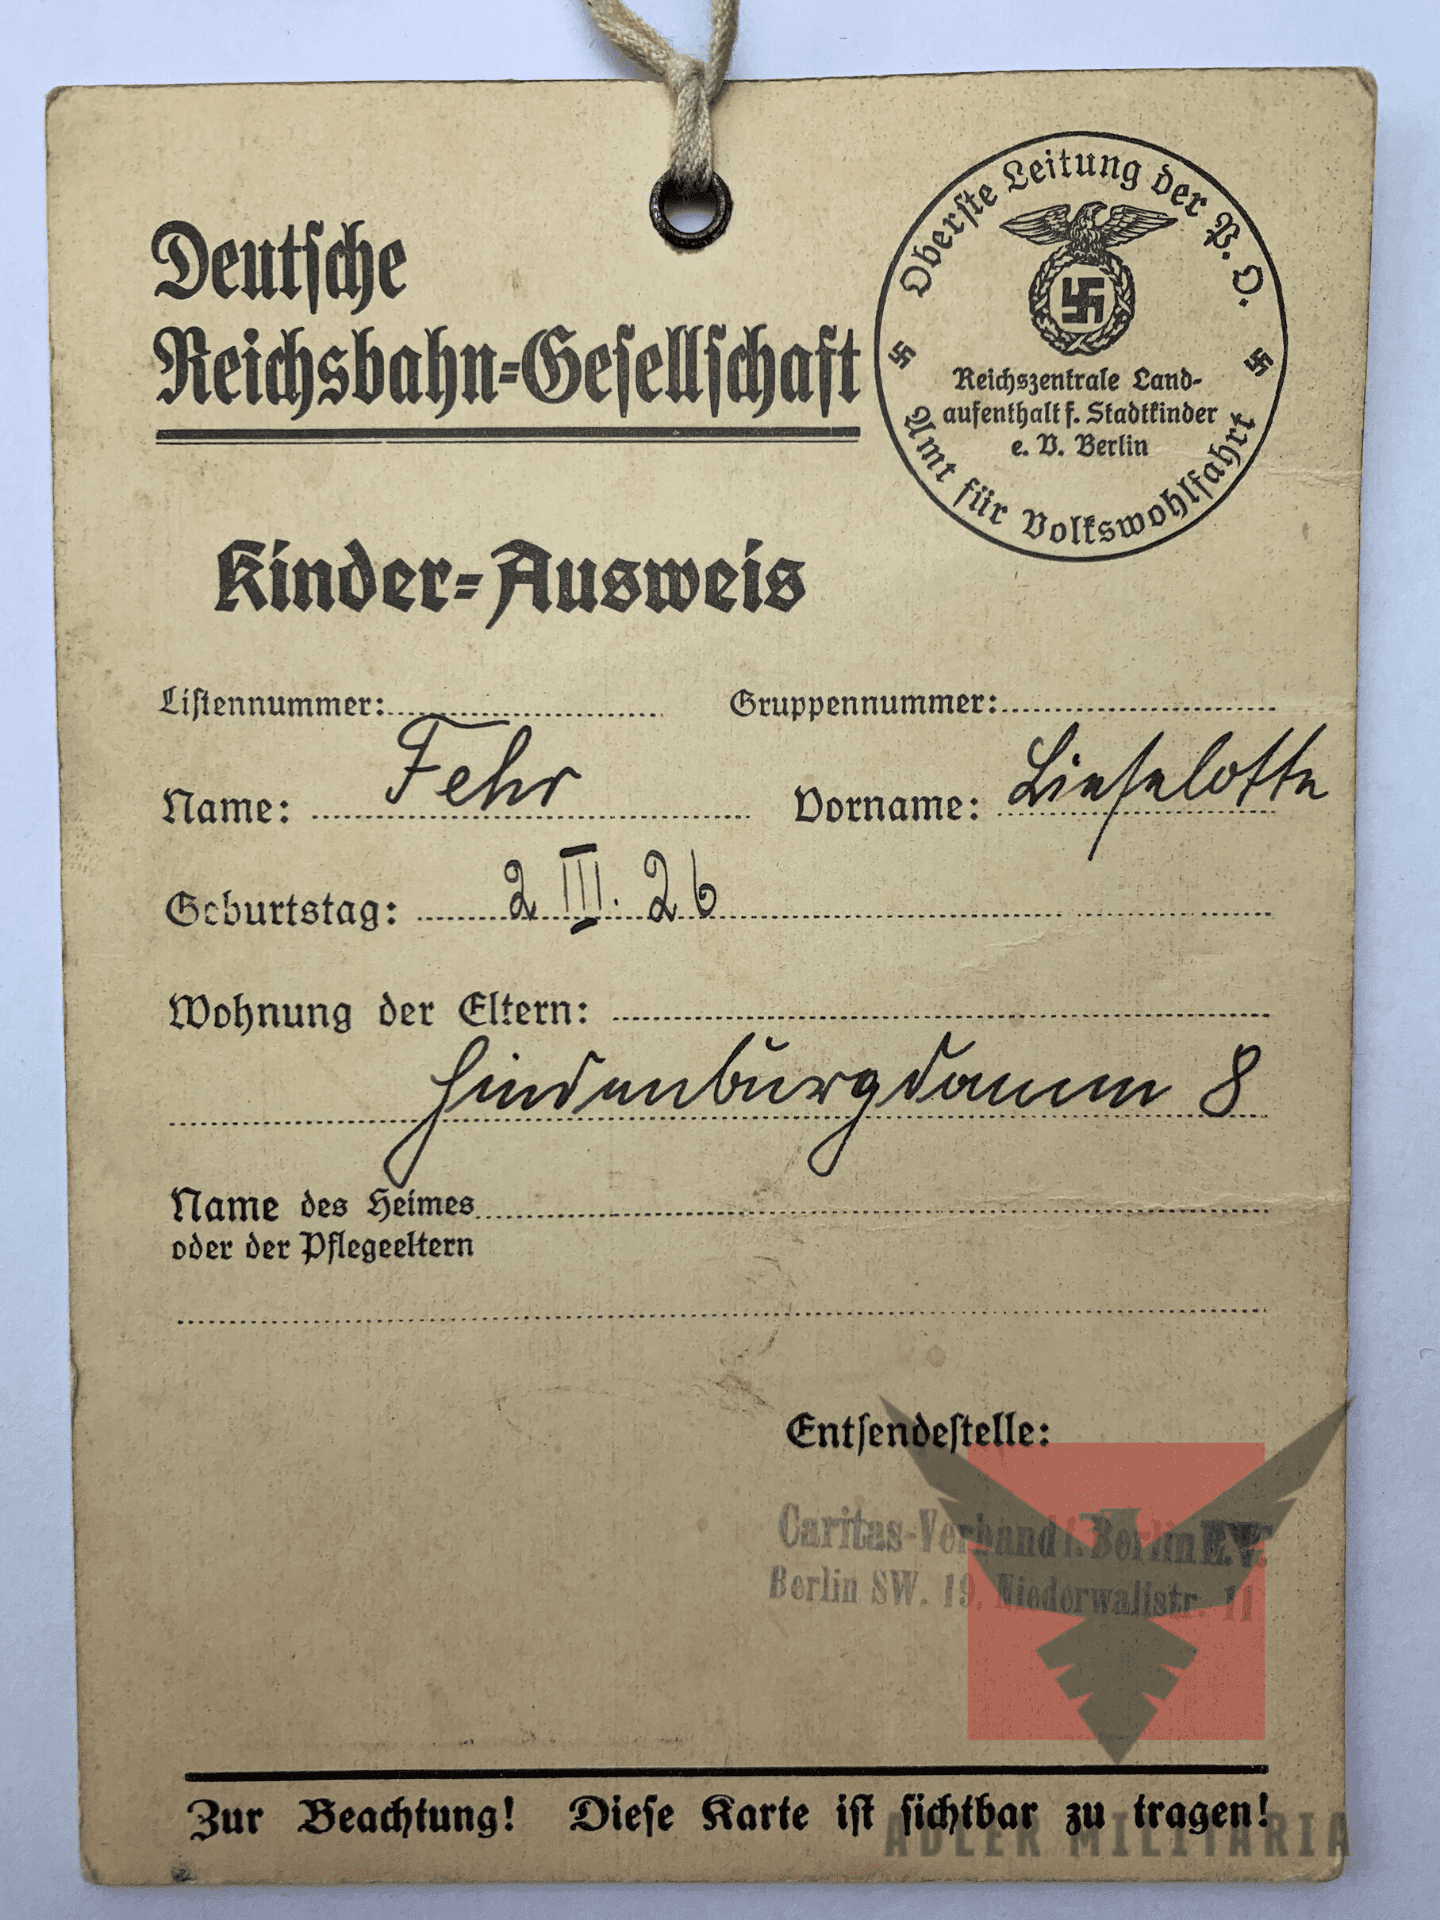 Deutsche
Reichsbahn=Gesellschaft
Oberste Leitung der P. O.
Reichszentrale Land-
aufenthalt f. Stadtkinder
e. V. Berlin
Amt für Volkswohlfahrt
Kinder=Ausweis
Listennummer: Gruppennummer:
Name: Fehr Vorname: Lieselotte
Geburtstag: 2 III. 26
Wohnung der Eltern:
Hindenburgdamm 8
Name des Heimes
oder der Pflegeeltern
Entsendestelle:
Caritas-Verband i. Berlin E.V.
Berlin SW. 19, Niederwallstr. 11
Zur Beachtung! Diese Karte ist sichtbar zu tragen!
ADLER MILITARIA